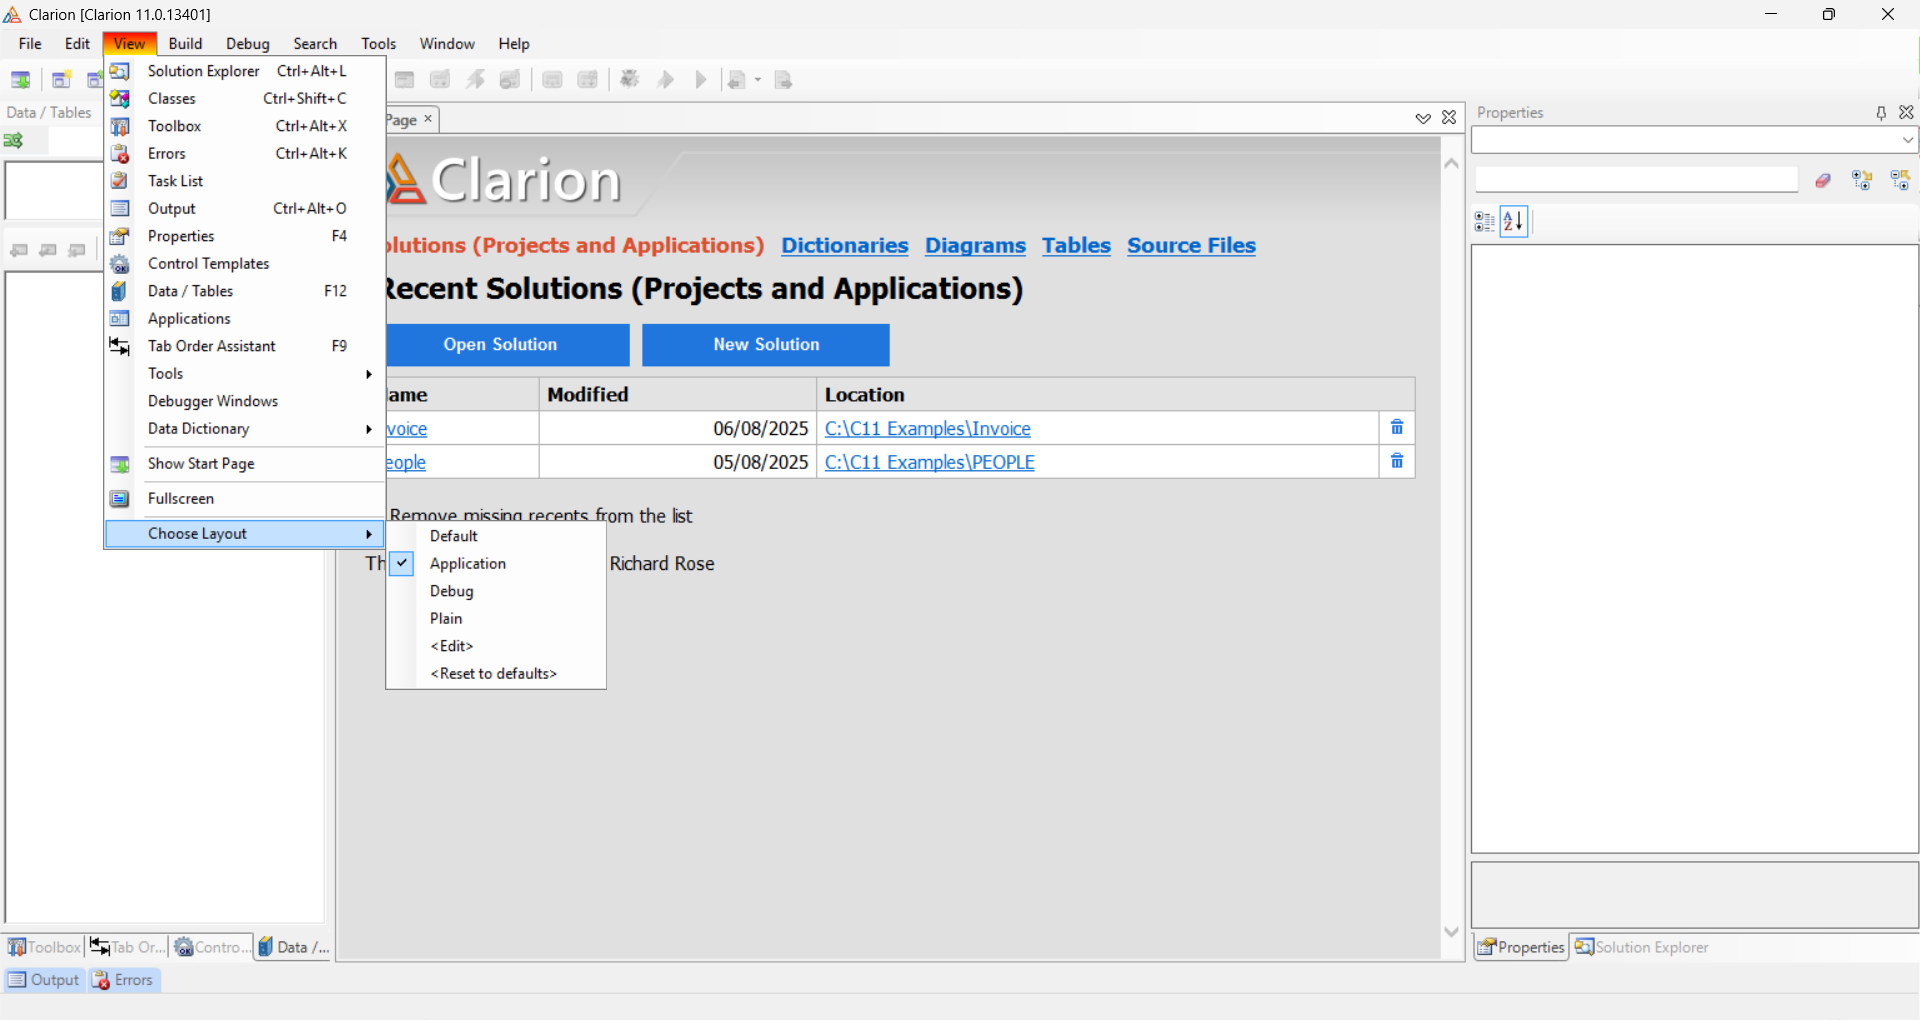 Clarion [Clarion 11.0.13401]
File Edit View Build Debug Search Tools Window Help
Solution Explorer Ctrl+Alt+L
Classes Ctrl+Shift+C
Toolbox Ctrl+Alt+X
Errors Ctrl+Alt+K
Task List
Output Ctrl+Alt+O
Properties F4
Control Templates
Data / Tables F12
Applications
Tab Order Assistant F9
Tools
Debugger Windows
Data Dictionary
Show Start Page
Fullscreen
Choose Layout
Default
Application
Debug
Plain
<Edit>
<Reset to defaults>
Data / Tables
Page
Clarion
olutions (Projects and Applications) Dictionaries Diagrams Tables Source Files
Recent Solutions (Projects and Applications)
Open Solution New Solution
ame Modified Location
voice 06/08/2025 C:\C11 Examples\Invoice
eople 05/08/2025 C:\C11 Examples\PEOPLE
Remove missing recents from the list
Th Richard Rose
Properties
Toolbox Tab Or... Contro... Data /...
Properties Solution Explorer
Output Errors